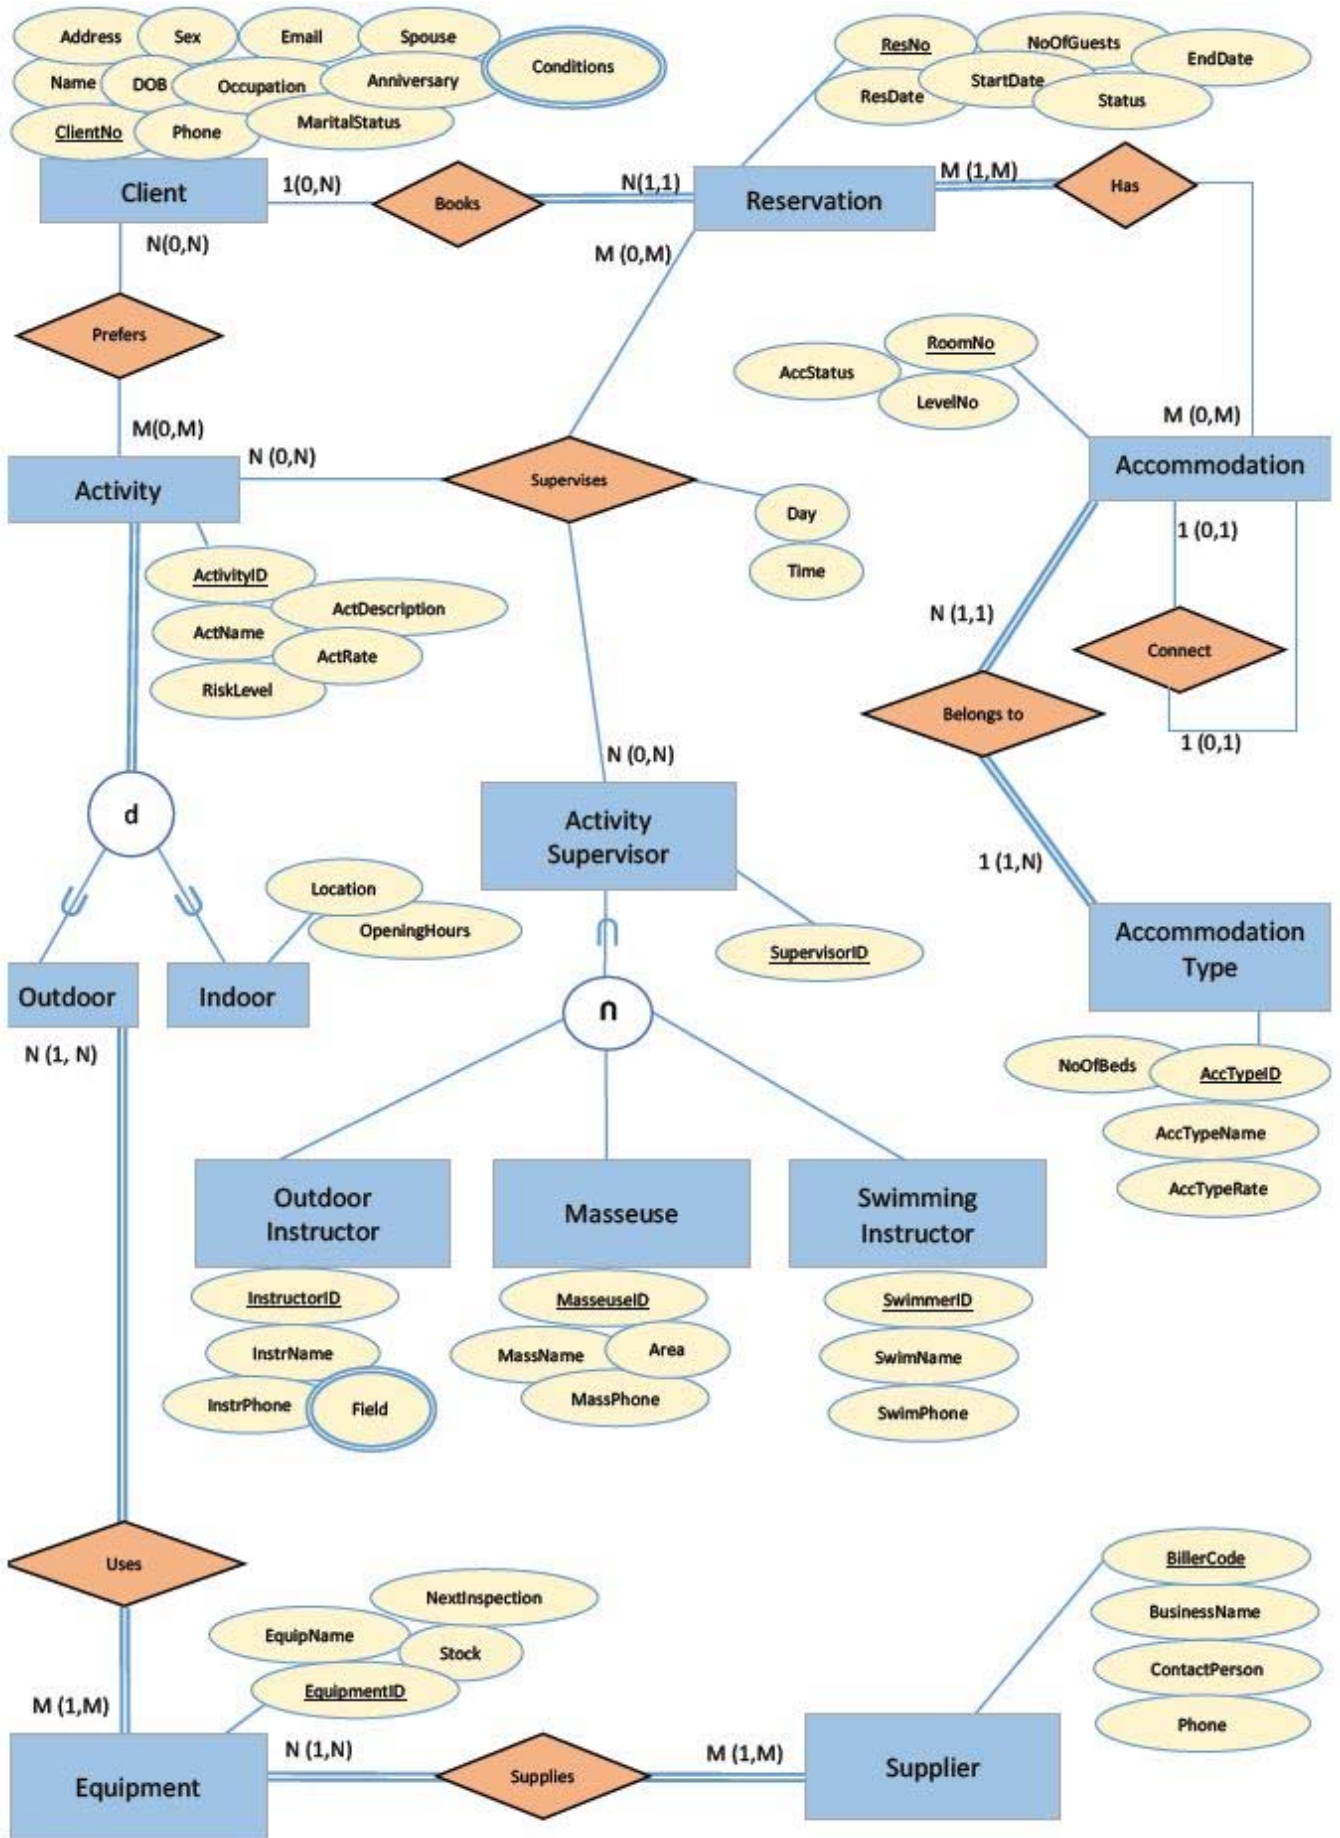 Address
Sex
Email
Spouse
Conditions
Name
DOB
Occupation
Anniversary
ClientNo
Phone
MaritalStatus
ResNo
NoOfGuests
EndDate
ResDate
StartDate
Status
Client
1(0,N)
Books
N(1,1)
Reservation
M (1,M)
Has
N(0,N)
M (0,M)
Prefers
RoomNo
AccStatus
LevelNo
M(0,M)
M (0,M)
Activity
N (0,N)
Supervises
Accommodation
Day
Time
1 (0,1)
ActivityID
ActDescription
ActName
ActRate
RiskLevel
N (1,1)
Connect
Belongs to
1 (0,1)
N (0,N)
d
Activity
Supervisor
1 (1,N)
Location
OpeningHours
SupervisorID
Accommodation
Type
Outdoor
Indoor
∩
N (1, N)
NoOfBeds
AccTypeID
AccTypeName
AccTypeRate
Outdoor
Instructor
Masseuse
Swimming
Instructor
InstructorID
InstrName
InstrPhone
Field
MasseuseID
MassName
Area
MassPhone
SwimmerID
SwimName
SwimPhone
Uses
NextInspection
EquipName
Stock
EquipmentID
BillerCode
BusinessName
ContactPerson
Phone
M (1,M)
Equipment
N (1,N)
Supplies
M (1,M)
Supplier